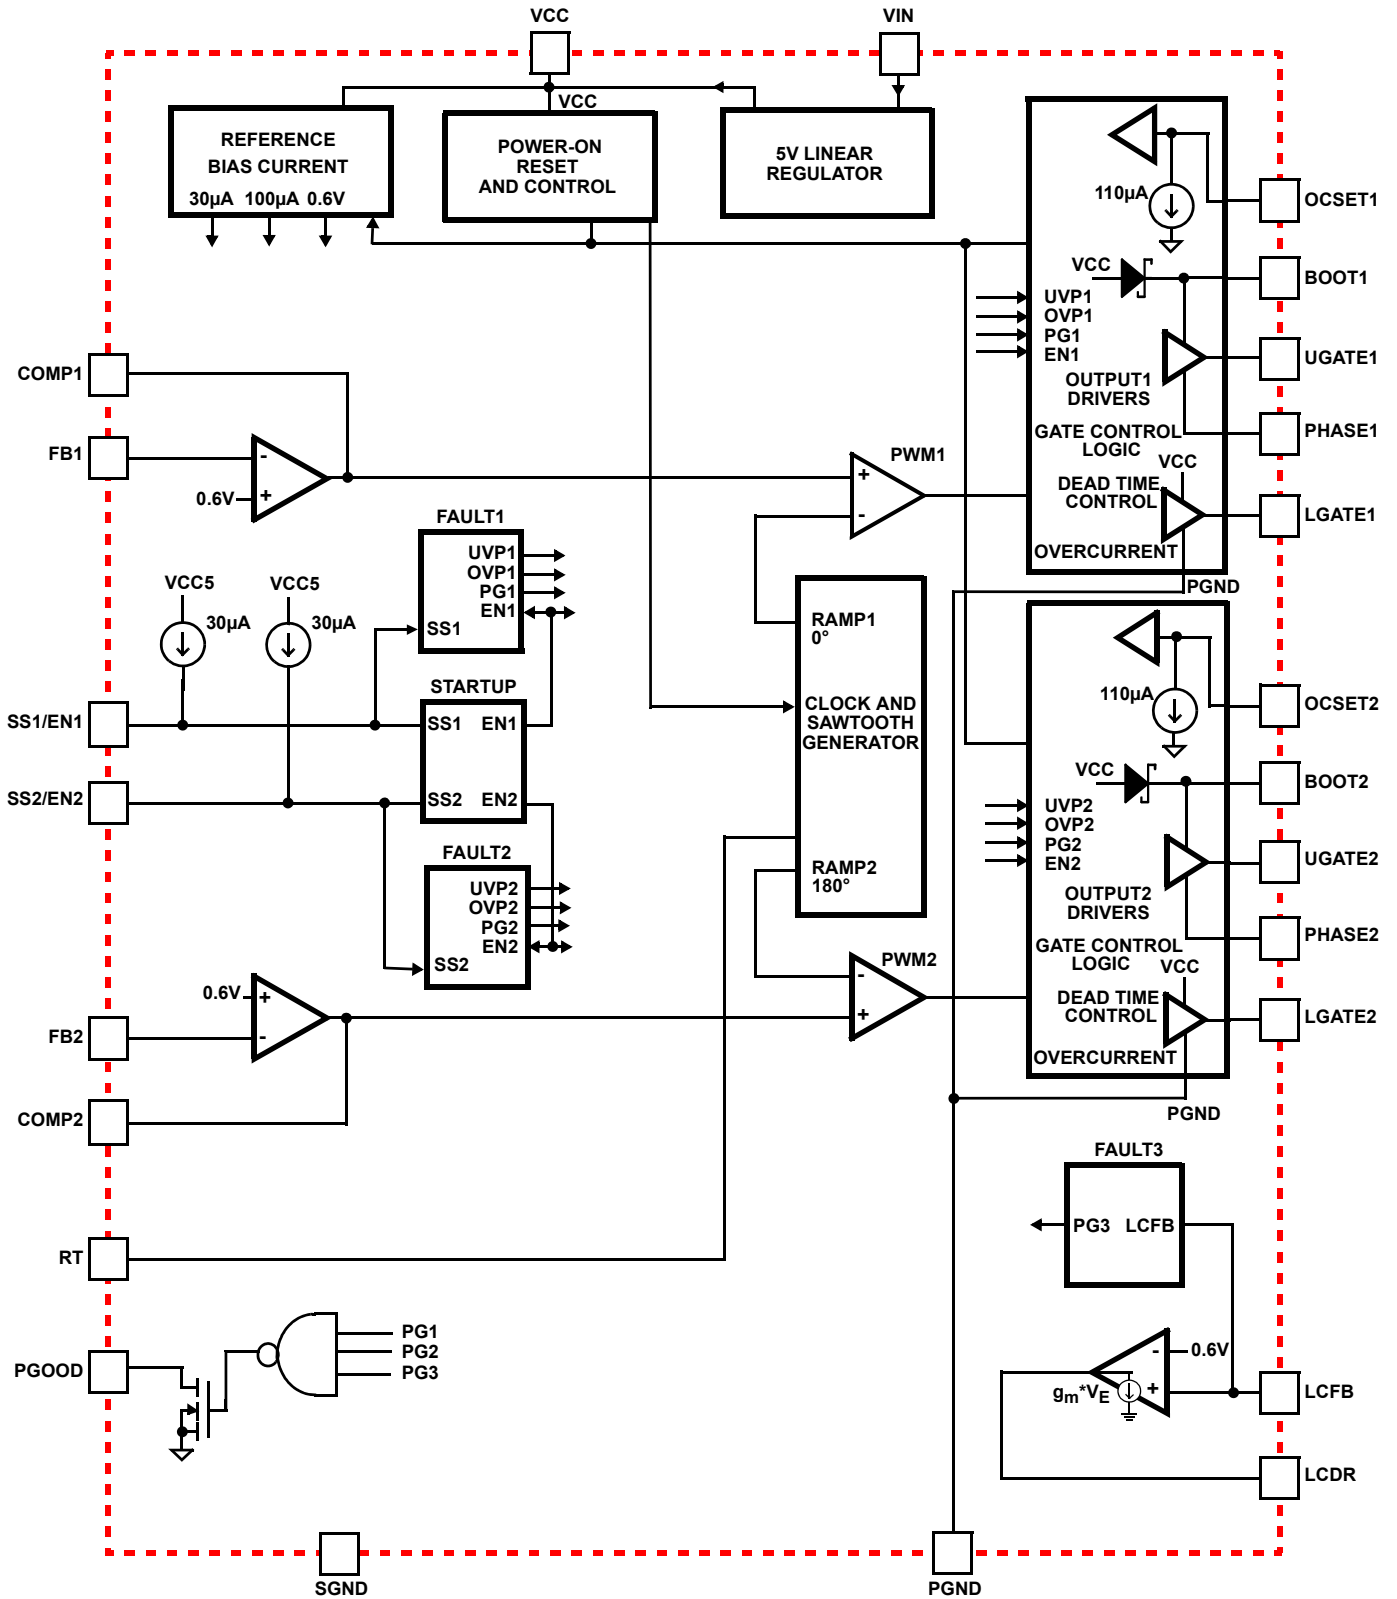 VCC
VIN
VCC
REFERENCE
BIAS CURRENT
30µA 100µA 0.6V
POWER-ON
RESET
AND CONTROL
5V LINEAR
REGULATOR
110µA
OCSET1
VCC
BOOT1
UVP1
OVP1
PG1
EN1
UGATE1
OUTPUT1
DRIVERS
PHASE1
GATE CONTROL
LOGIC
VCC
DEAD TIME
CONTROL
LGATE1
OVERCURRENT
PGND
COMP1
FB1
-
+
0.6V
PWM1
+
-
FAULT1
UVP1
OVP1
PG1
EN1
SS1
VCC5
30µA
VCC5
30µA
RAMP1
0°
CLOCK AND
SAWTOOTH
GENERATOR
RAMP2
180°
STARTUP
SS1 EN1
SS2 EN2
SS1/EN1
SS2/EN2
FAULT2
UVP2
OVP2
PG2
EN2
SS2
110µA
OCSET2
VCC
BOOT2
UVP2
OVP2
PG2
EN2
UGATE2
OUTPUT2
DRIVERS
PHASE2
GATE CONTROL
LOGIC
VCC
DEAD TIME
CONTROL
LGATE2
OVERCURRENT
PGND
0.6V
+
-
FB2
COMP2
PWM2
-
+
FAULT3
PG3 LCFB
RT
PGOOD
PG1
PG2
PG3
-
0.6V
+
gm*VE
LCFB
LCDR
SGND
PGND